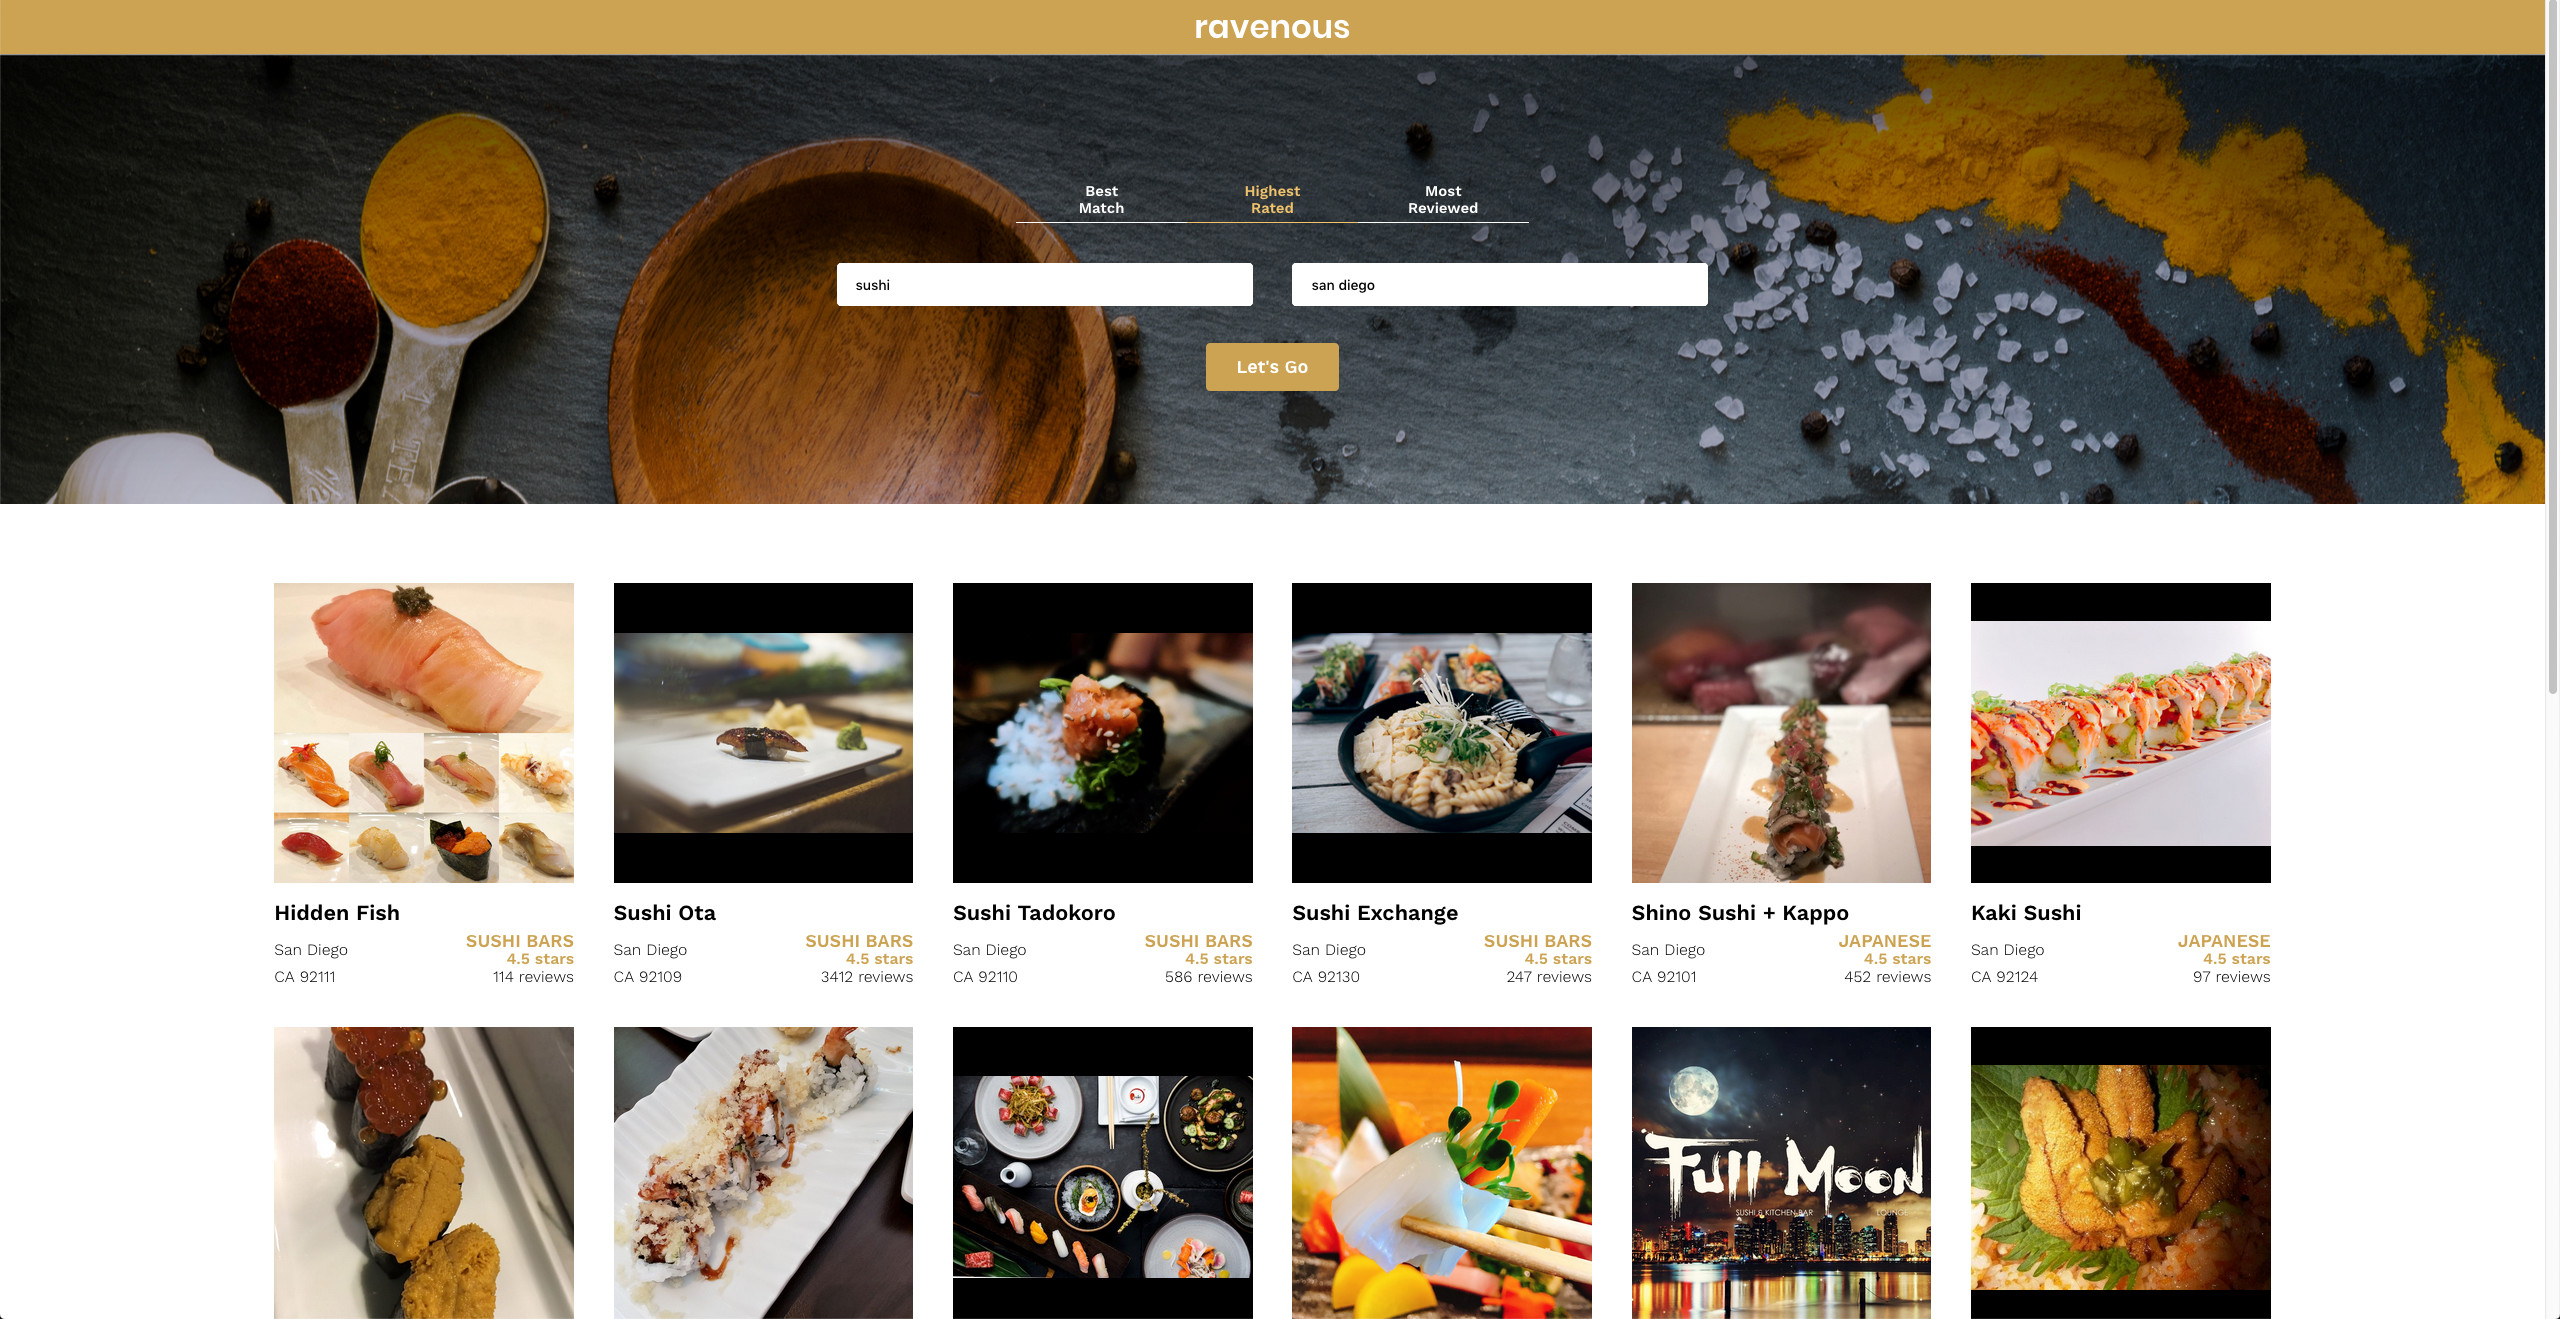 ravenous
Best
Match
Highest
Rated
Most
Reviewed
sushi
san diego
Let's Go
Hidden Fish
San Diego
CA 92111
SUSHI BARS
4.5 stars
114 reviews
Sushi Ota
San Diego
CA 92109
SUSHI BARS
4.5 stars
3412 reviews
Sushi Tadokoro
San Diego
CA 92110
SUSHI BARS
4.5 stars
586 reviews
Sushi Exchange
San Diego
CA 92130
SUSHI BARS
4.5 stars
247 reviews
Shino Sushi + Kappo
San Diego
CA 92101
JAPANESE
4.5 stars
452 reviews
Kaki Sushi
San Diego
CA 92124
JAPANESE
4.5 stars
97 reviews
Full Moon
SUSHI & KITCHEN BAR
LOUNGE